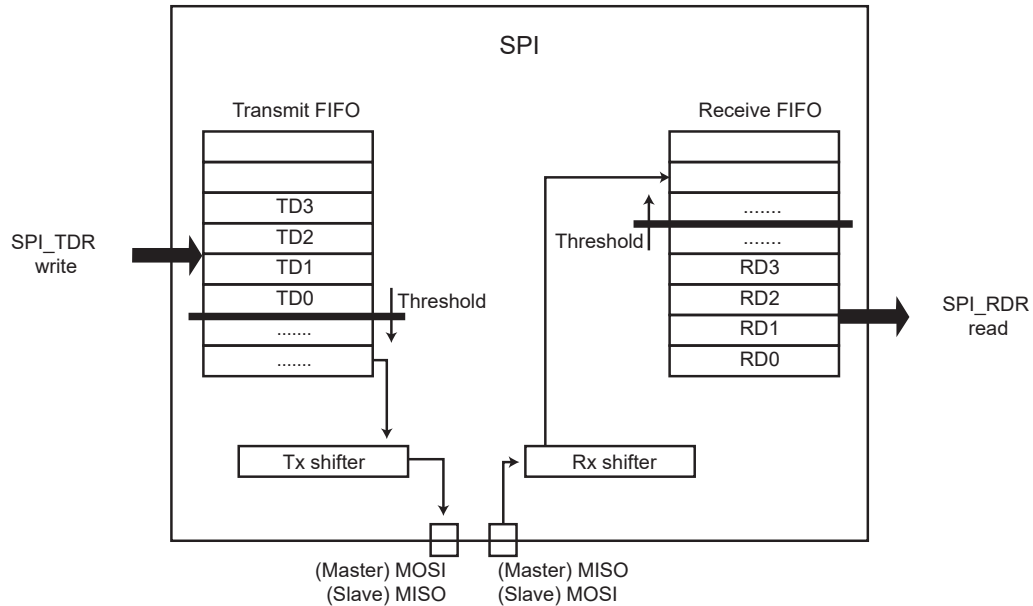 SPI
Transmit FIFO
TD3
TD2
TD1
TD0
.......
.......
Threshold
SPI_TDR
write
Receive FIFO
.......
.......
RD3
RD2
RD1
RD0
Threshold
SPI_RDR
read
Tx shifter
Rx shifter
(Master) MOSI
(Slave) MISO
(Master) MISO
(Slave) MOSI